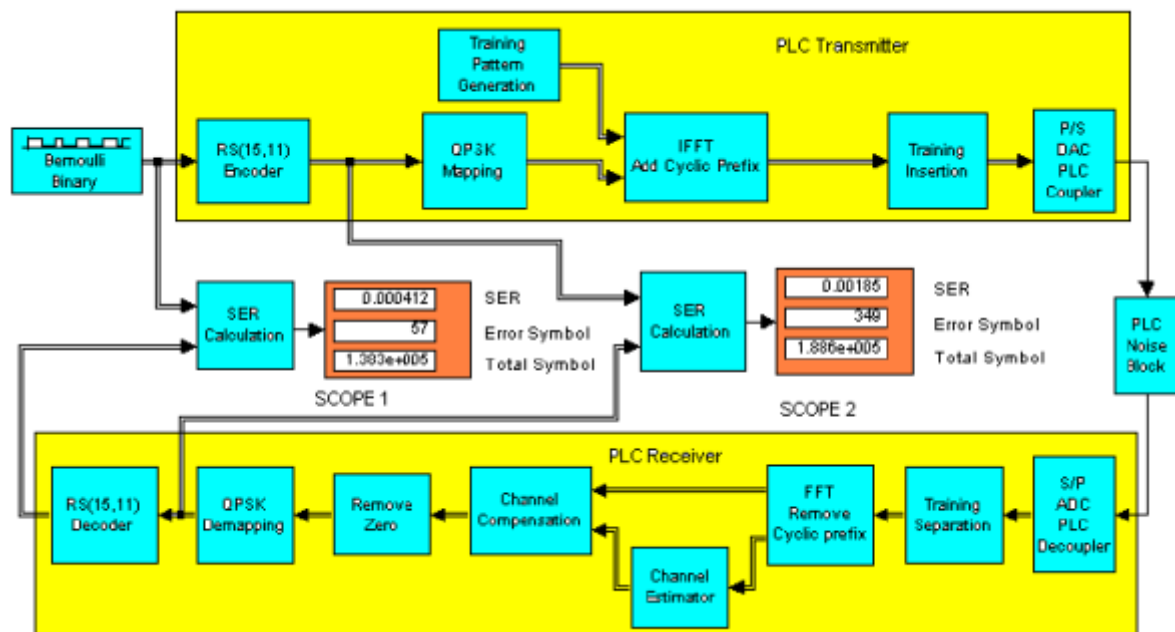 PLC Transmitter
Training
Pattern
Generation
Bernoulli
Binary
RS(15,11)
Encoder
QPSK
Mapping
IFFT
Add Cyclic Prefix
Training
Insertion
P/S
DAC
PLC
Coupler
SER
Calculation
0.000412
57
1.383e+005
SER
Error Symbol
Total Symbol
SCOPE 1
SER
Calculation
0.00185
349
1.886e+005
SER
Error Symbol
Total Symbol
SCOPE 2
PLC
Noise
Block
PLC Receiver
RS(15,11)
Decoder
QPSK
Demapping
Remove
Zero
Channel
Compensation
Channel
Estimator
FFT
Remove
Cyclic prefix
Training
Separation
S/P
ADC
PLC
Decoupler